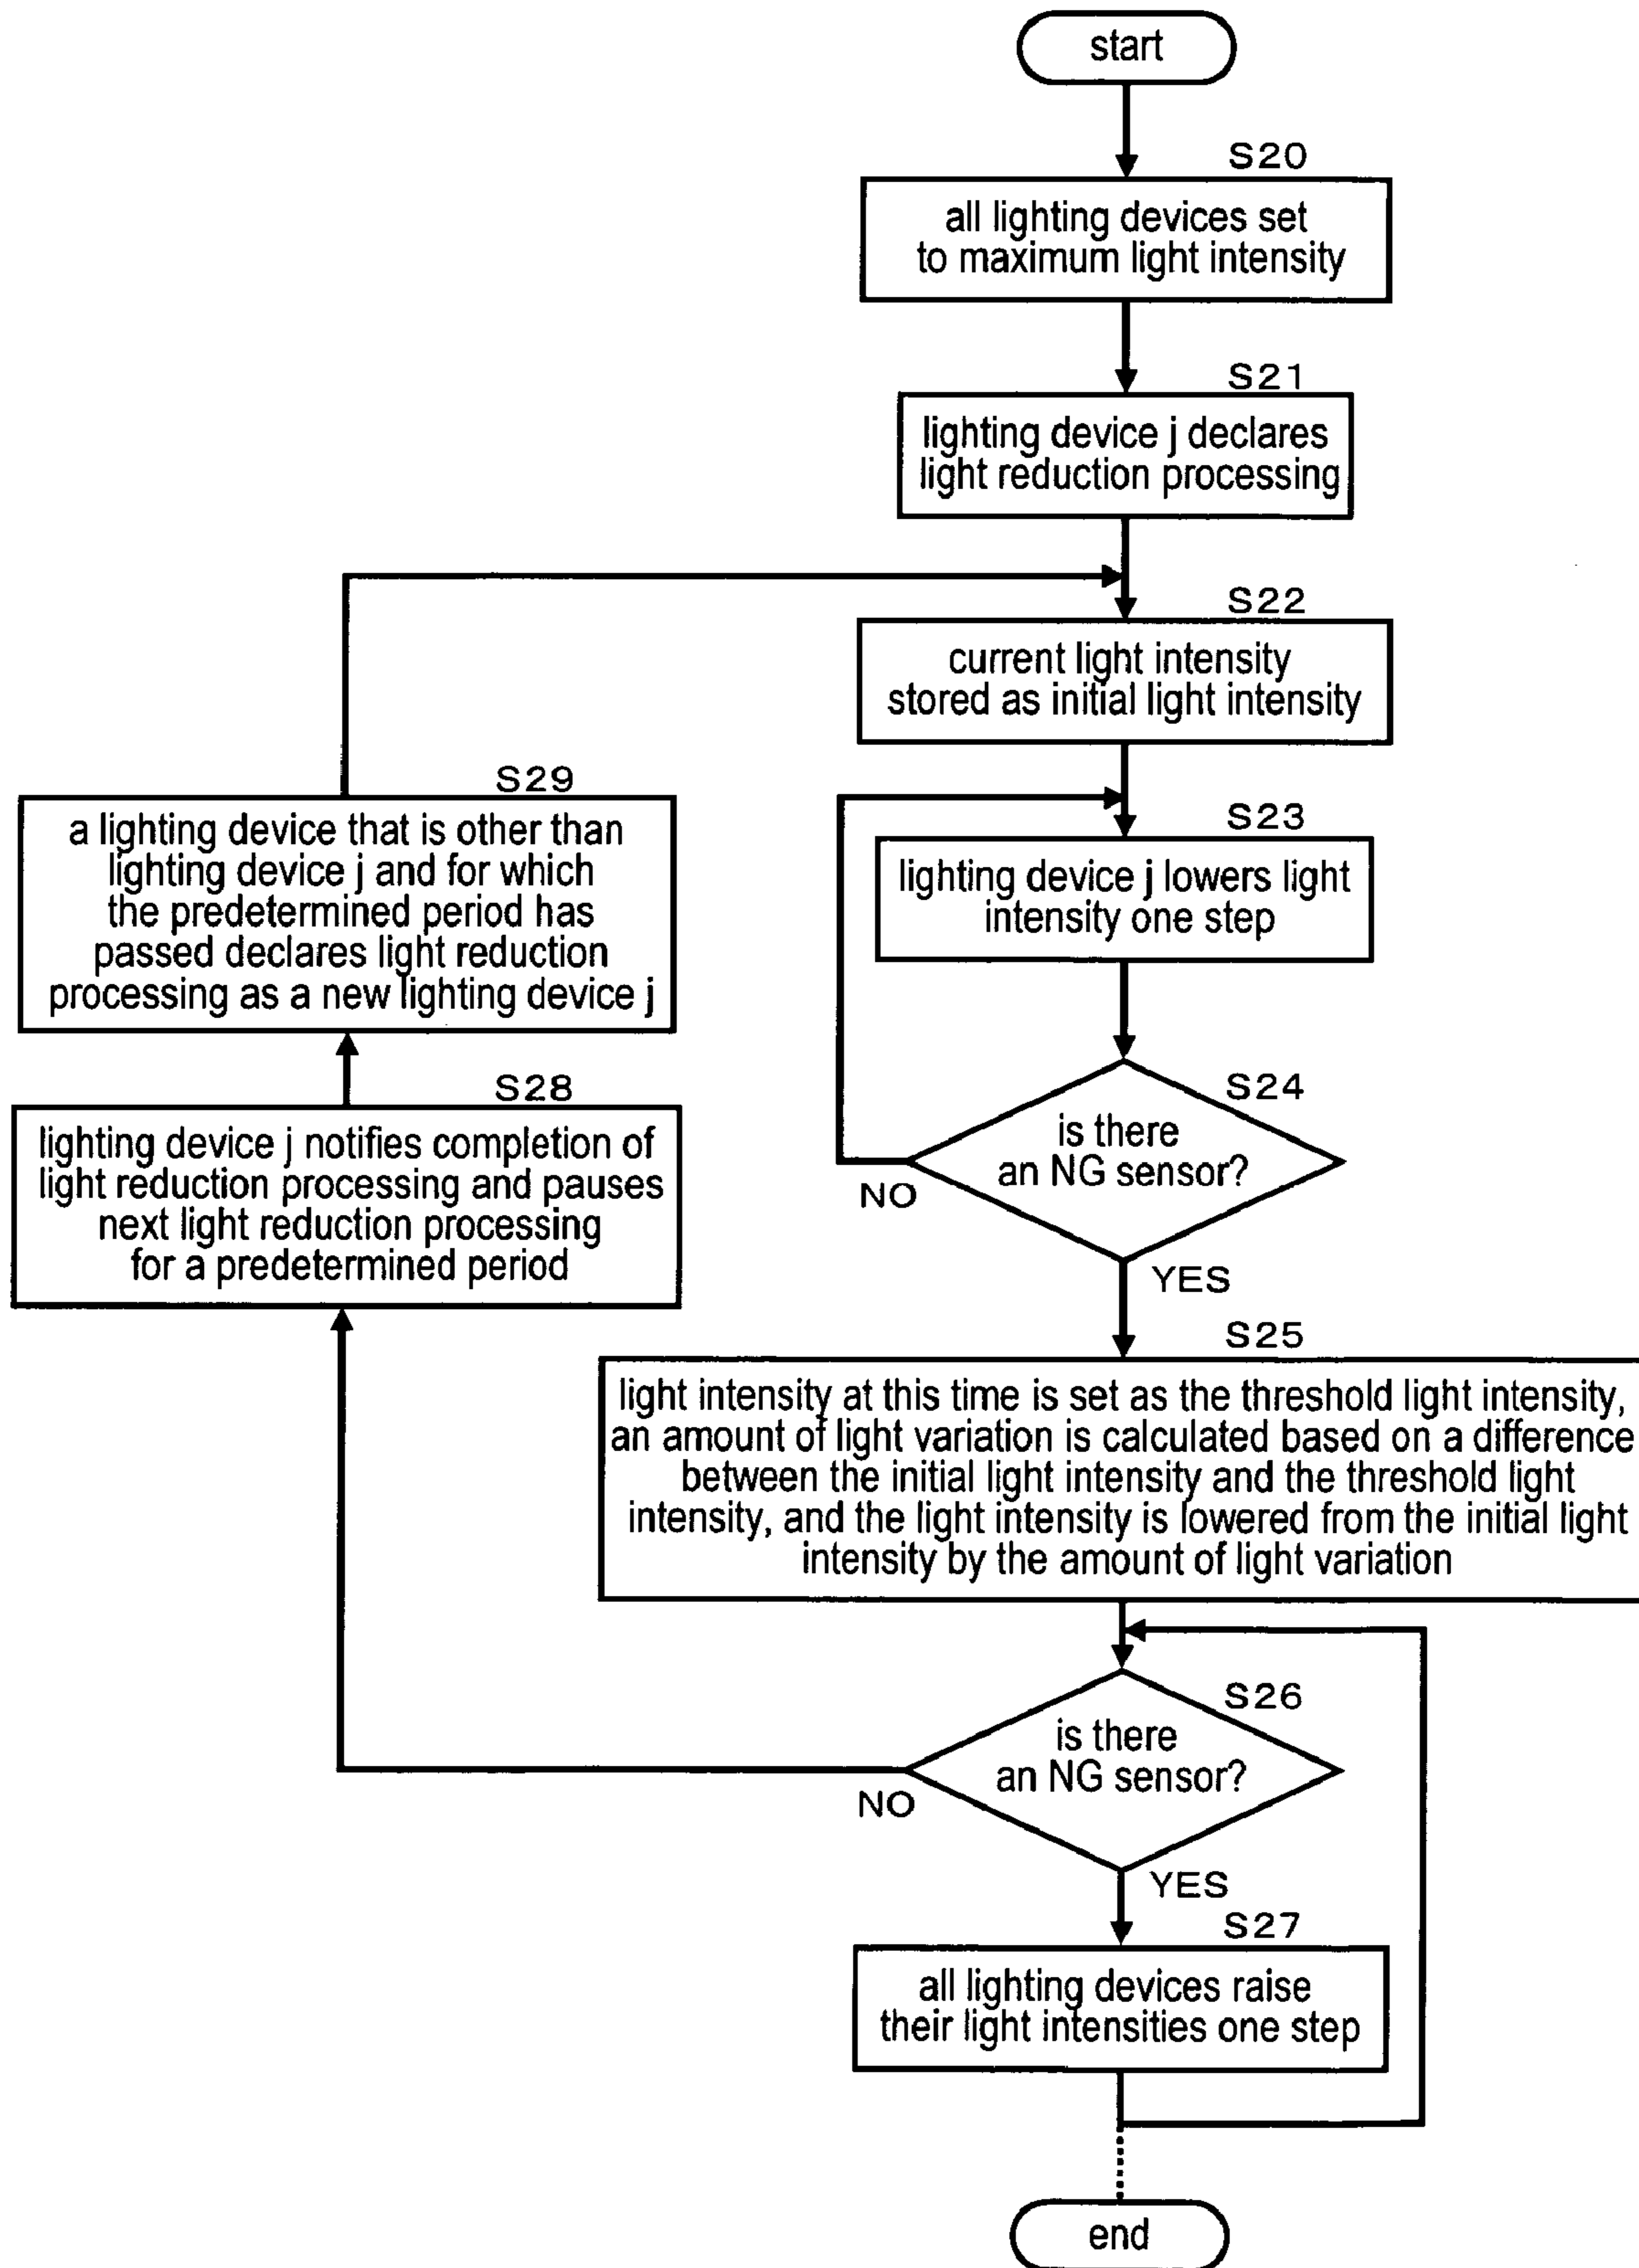 start
S20
all lighting devices set
to maximum light intensity
S21
lighting device j declares
light reduction processing
S22
current light intensity
stored as initial light intensity
S23
lighting device j lowers light
intensity one step
S24
is there
an NG sensor?
NO
YES
S25
light intensity at this time is set as the threshold light intensity,
an amount of light variation is calculated based on a difference
between the initial light intensity and the threshold light
intensity, and the light intensity is lowered from the initial light
intensity by the amount of light variation
S26
is there
an NG sensor?
NO
YES
S27
all lighting devices raise
their light intensities one step
end
S28
lighting device j notifies completion of
light reduction processing and pauses
next light reduction processing
for a predetermined period
S29
a lighting device that is other than
lighting device j and for which
the predetermined period has
passed declares light reduction
processing as a new lighting device j